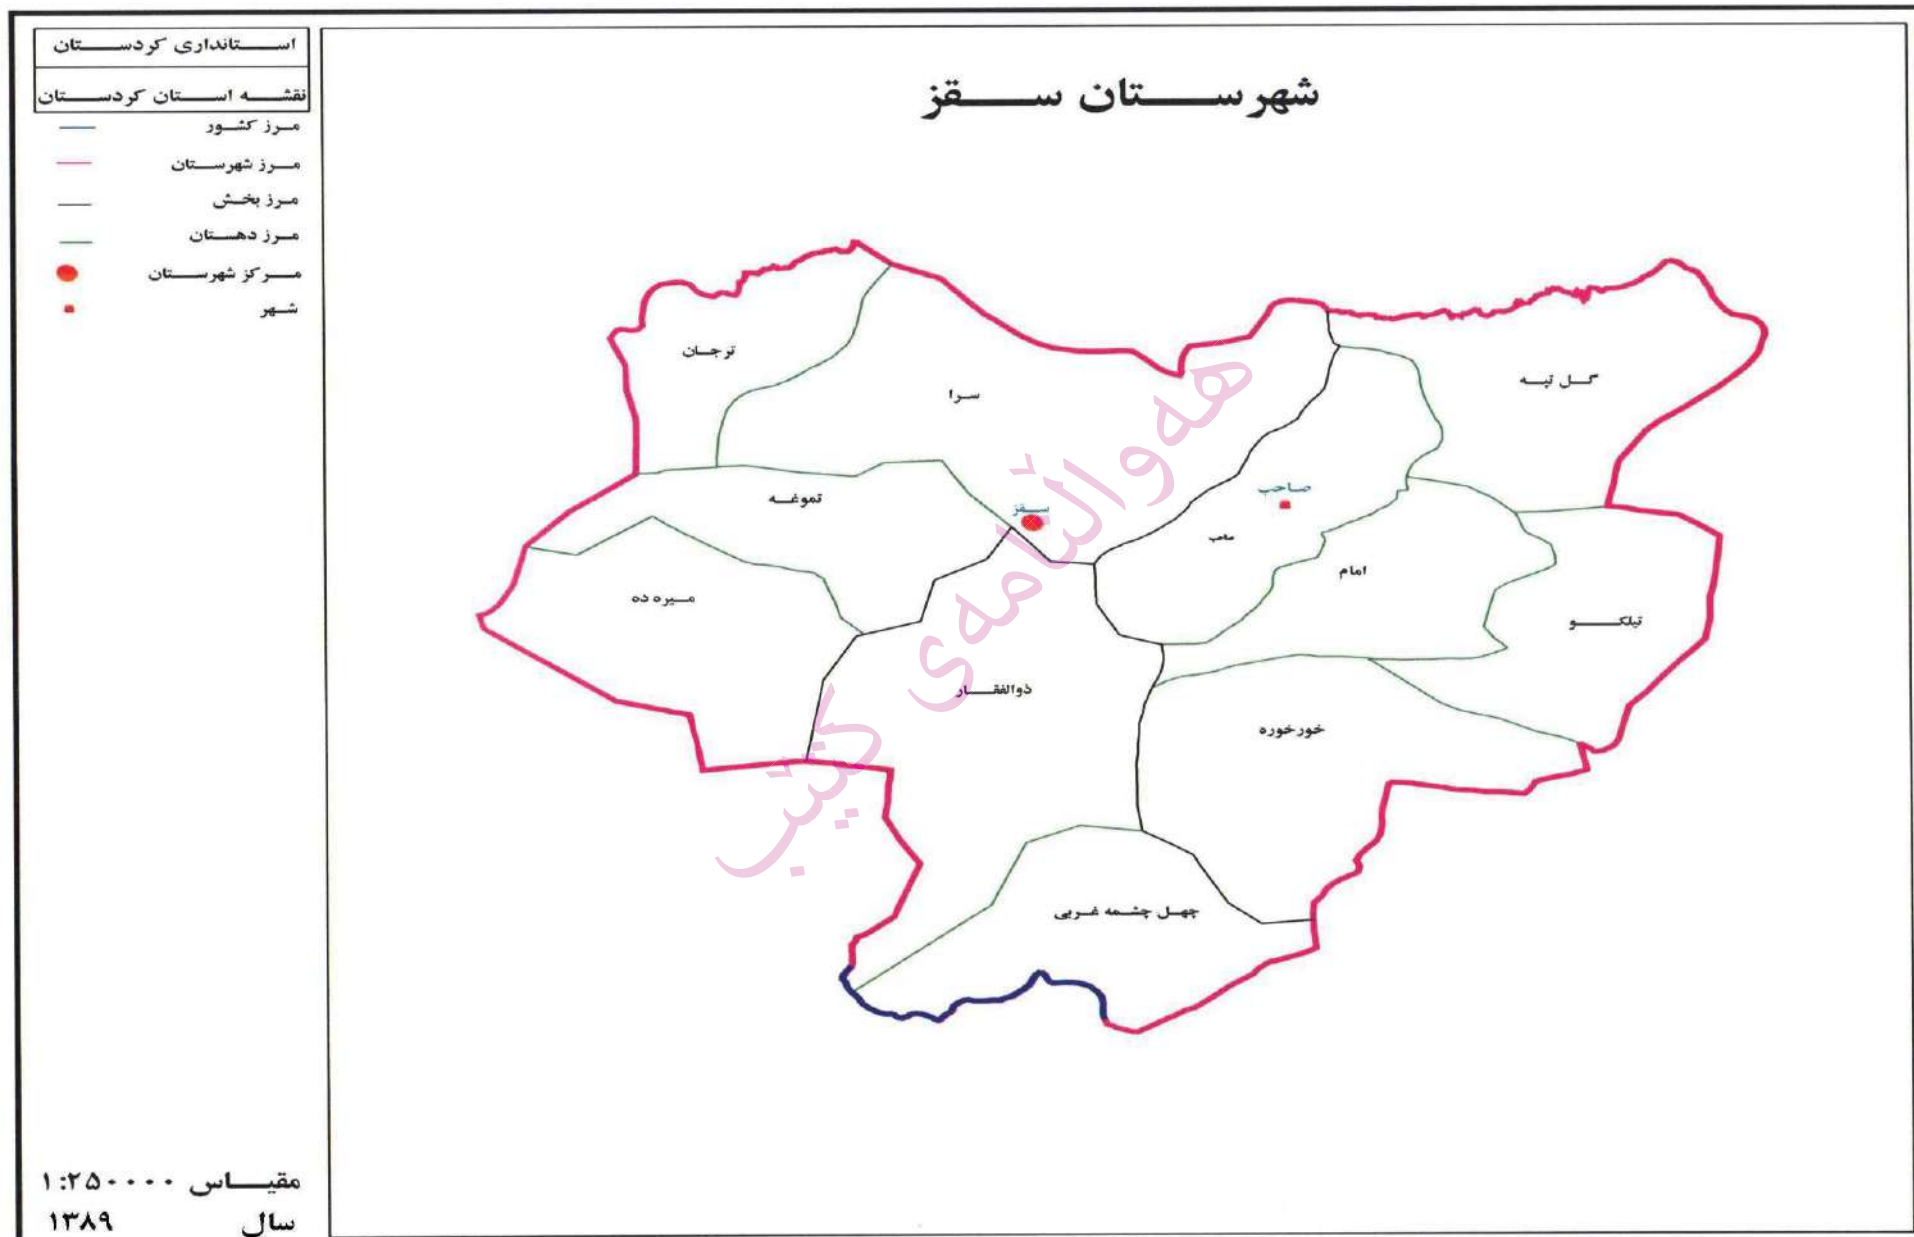 شهرستان سقز
استانداری کردستان
نقشه استان کردستان
مرز کشور
مرز شهرستان
مرز بخش
مرز دهستان
مرکز شهرستان
شهر
ترجان
سرا
گل تپه
تموغه
سقز
صاحب
صاحب
امام
میره ده
تیلکو
ذوالفقار
خورخوره
چهل چشمه غربی
هەواڵنامەی کتێب
مقیاس ۱:۲۵۰۰۰۰
سال ۱۳۸۹